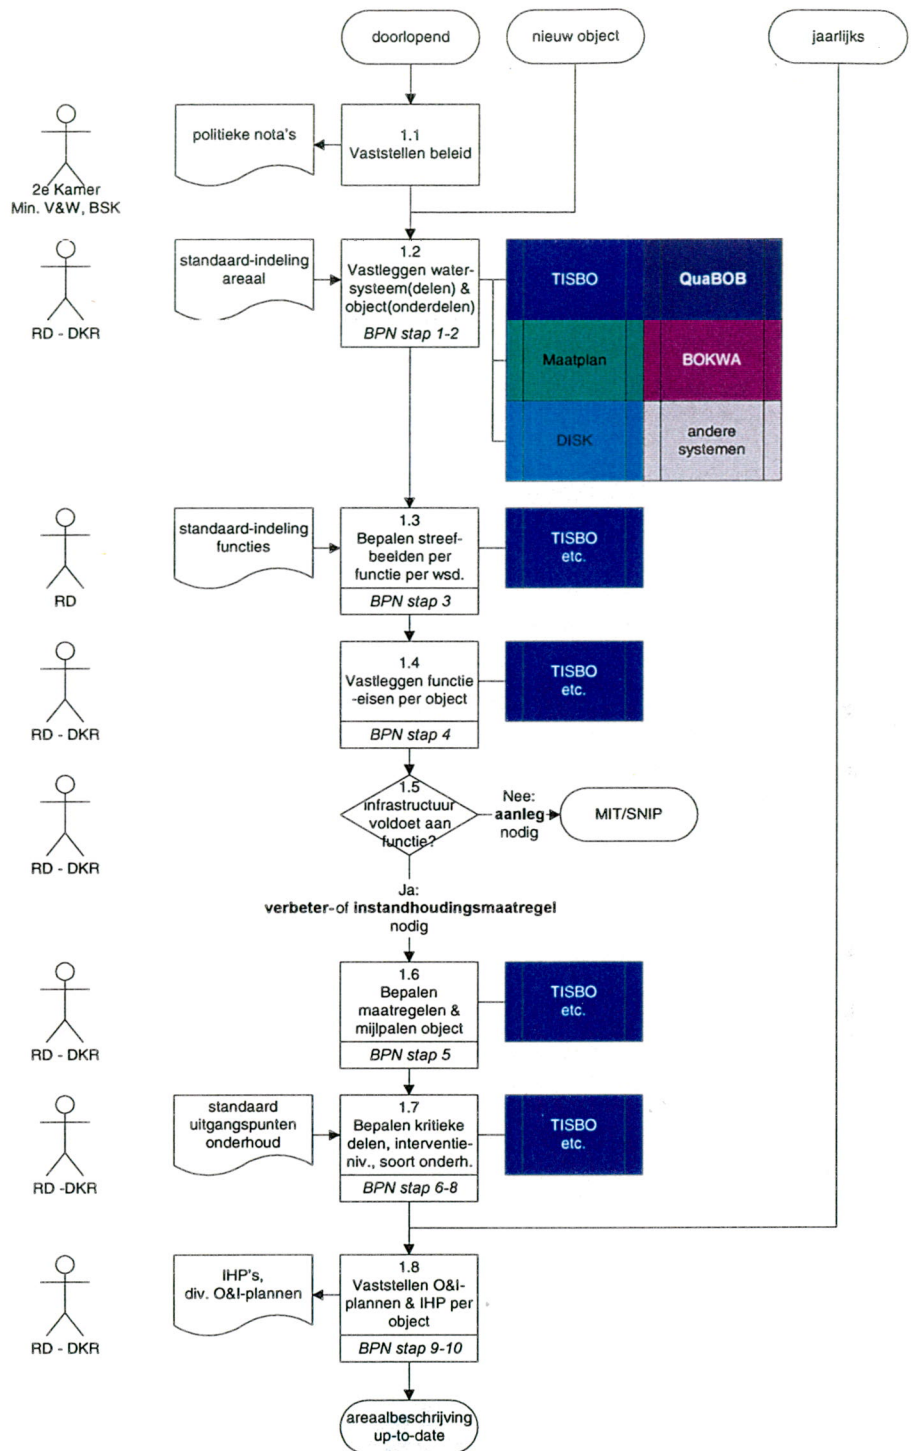 doorlopend
nieuw object
jaarlijks
politieke nota's
1.1
Vaststellen beleid
2e Kamer
Min. V&W, BSK
standaard-indeling
areaal
1.2
Vastleggen water-
systeem(delen) &
object(onderdelen)
BPN stap 1-2
RD - DKR
TISBO
QuaBOB
Maatplan
BOKWA
DISK
andere
systemen
standaard-indeling
functies
1.3
Bepalen streef-
beelden per
functie per wsd.
BPN stap 3
TISBO
etc.
RD
1.4
Vastleggen functie
-eisen per object
BPN stap 4
TISBO
etc.
RD - DKR
1.5
infrastructuur
voldoet aan
functie?
Nee:
aanleg
nodig
MIT/SNIP
RD - DKR
Ja:
verbeter-of instandhoudingsmaatregel
nodig
1.6
Bepalen
maatregelen &
mijlpalen object
BPN stap 5
TISBO
etc.
RD - DKR
standaard
uitgangspunten
onderhoud
1.7
Bepalen kritieke
delen, interventie-
niv., soort onderh.
BPN stap 6-8
TISBO
etc.
RD -DKR
IHP's,
div. O&I-plannen
1.8
Vaststellen O&I-
plannen & IHP per
object
BPN stap 9-10
RD - DKR
areaalbeschrijving
up-to-date